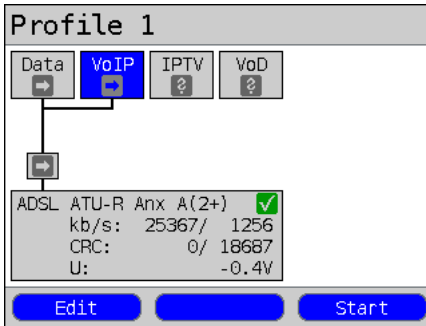 Profile 1
Data VoIP IPTV VoD
ADSL ATU-R Anx A(2+)
kb/s: 25367/ 1256
CRC: 0/ 18687
U: -0.4V
Edit Start